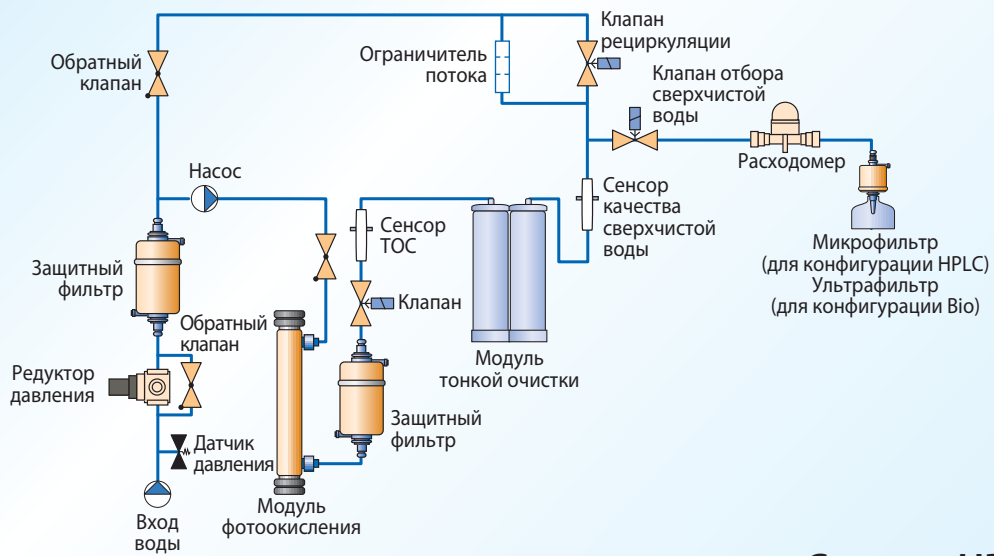 Клапан
рециркуляции
Обратный
клапан
Ограничитель
потока
Клапан отбора
сверхчистой
воды
Расходомер
Насос
Сенсор
TOC
Сенсор
качества
сверхчистой
воды
Микрофильтр
(для конфигурации HPLC)
Ультрафильтр
(для конфигурации Bio)
Защитный
фильтр
Клапан
Обратный
клапан
Модуль
тонкой очистки
Редуктор
давления
Защитный
фильтр
Датчик
давления
Модуль
фотоокисления
Вход
воды